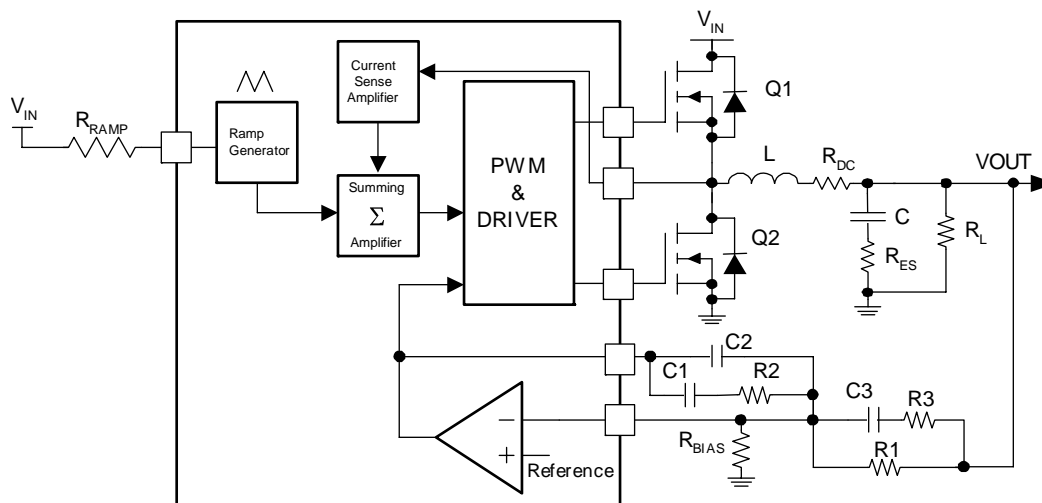 V_IN
R_RAMP
Ramp
Generator
Current
Sense
Amplifier
Summing
Σ
Amplifier
PWM
&
DRIVER
V_IN
Q1
L
R_DC
VOUT
C
R_ES
R_L
Q2
C2
C1
R2
C3
R3
R_BIAS
R1
−
+
Reference